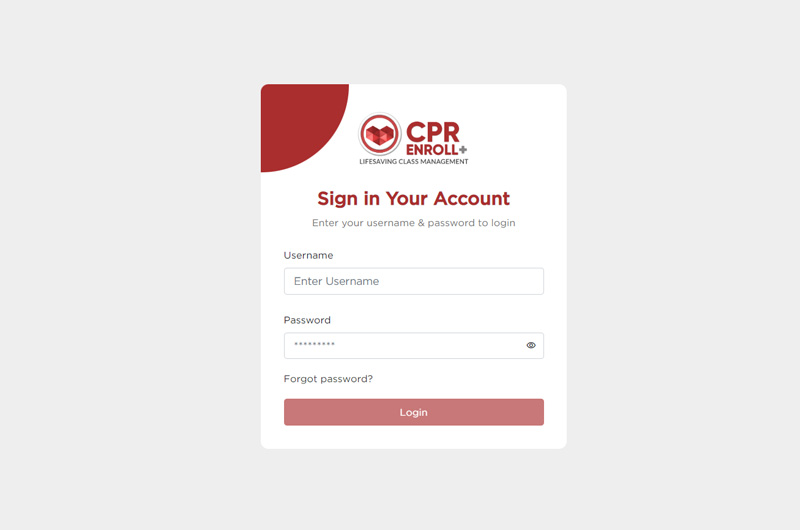 CPR
ENROLL+
LIFESAVING CLASS MANAGEMENT
Sign in Your Account
Enter your username & password to login
Username
Enter Username
Password
*********
Forgot password?
Login